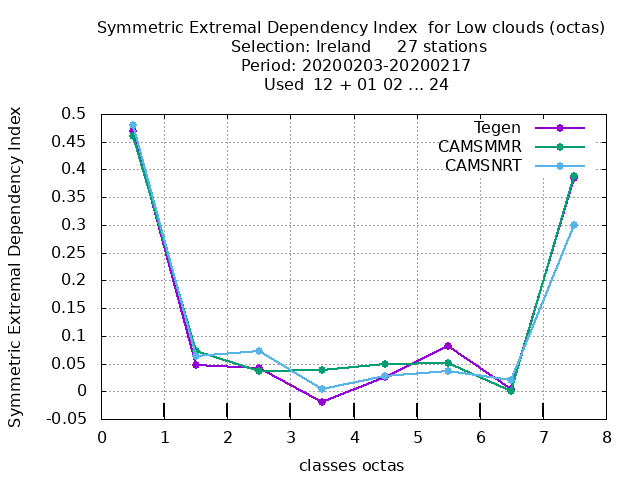 Symmetric Extremal Dependency Index  for Low clouds (octas)
Selection: Ireland     27 stations
Period: 20200203-20200217
Used  12 + 01 02 ... 24
Symmetric Extremal Dependency Index
0.5
0.45
0.4
0.35
0.3
0.25
0.2
0.15
0.1
0.05
0
-0.05
Tegen
CAMSMMR
CAMSNRT
0 1 2 3 4 5 6 7 8
classes octas